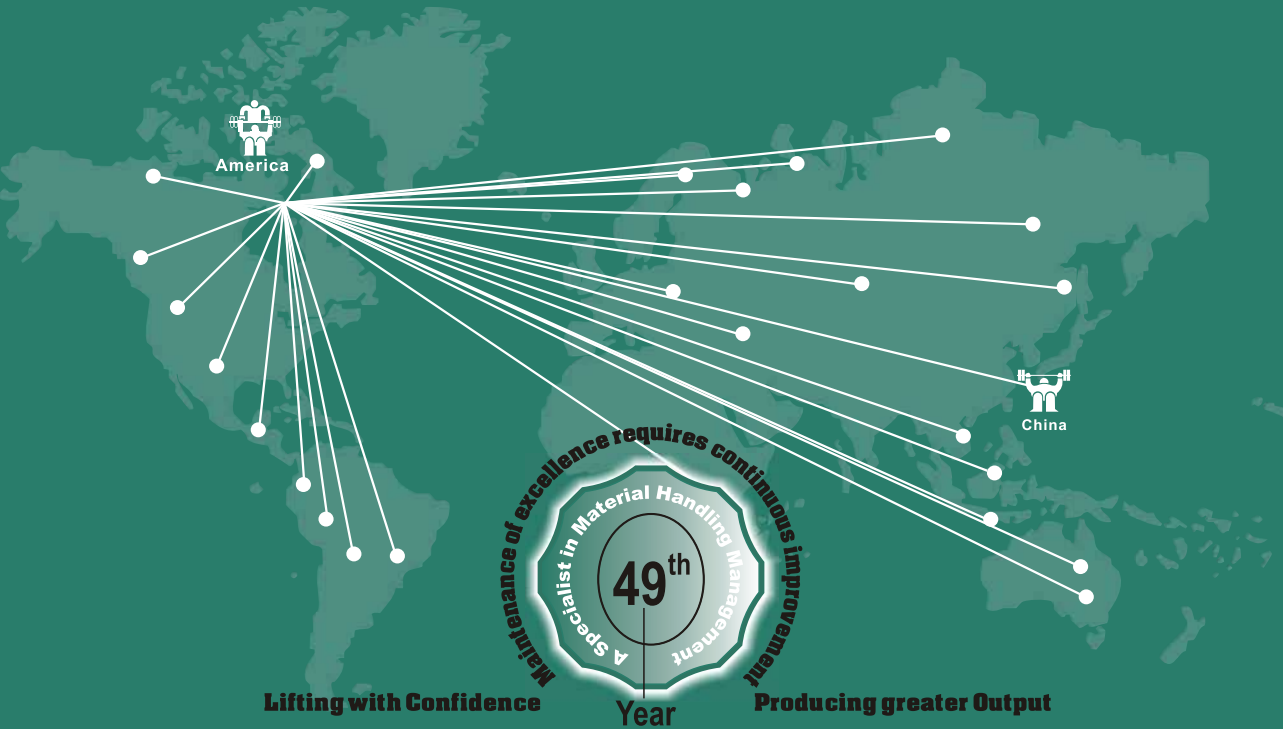 America
China
Maintenance of excellence requires continuous improvement
A Specialist in Material Handling Management
49th
Year
Lifting with Confidence
Producing greater Output